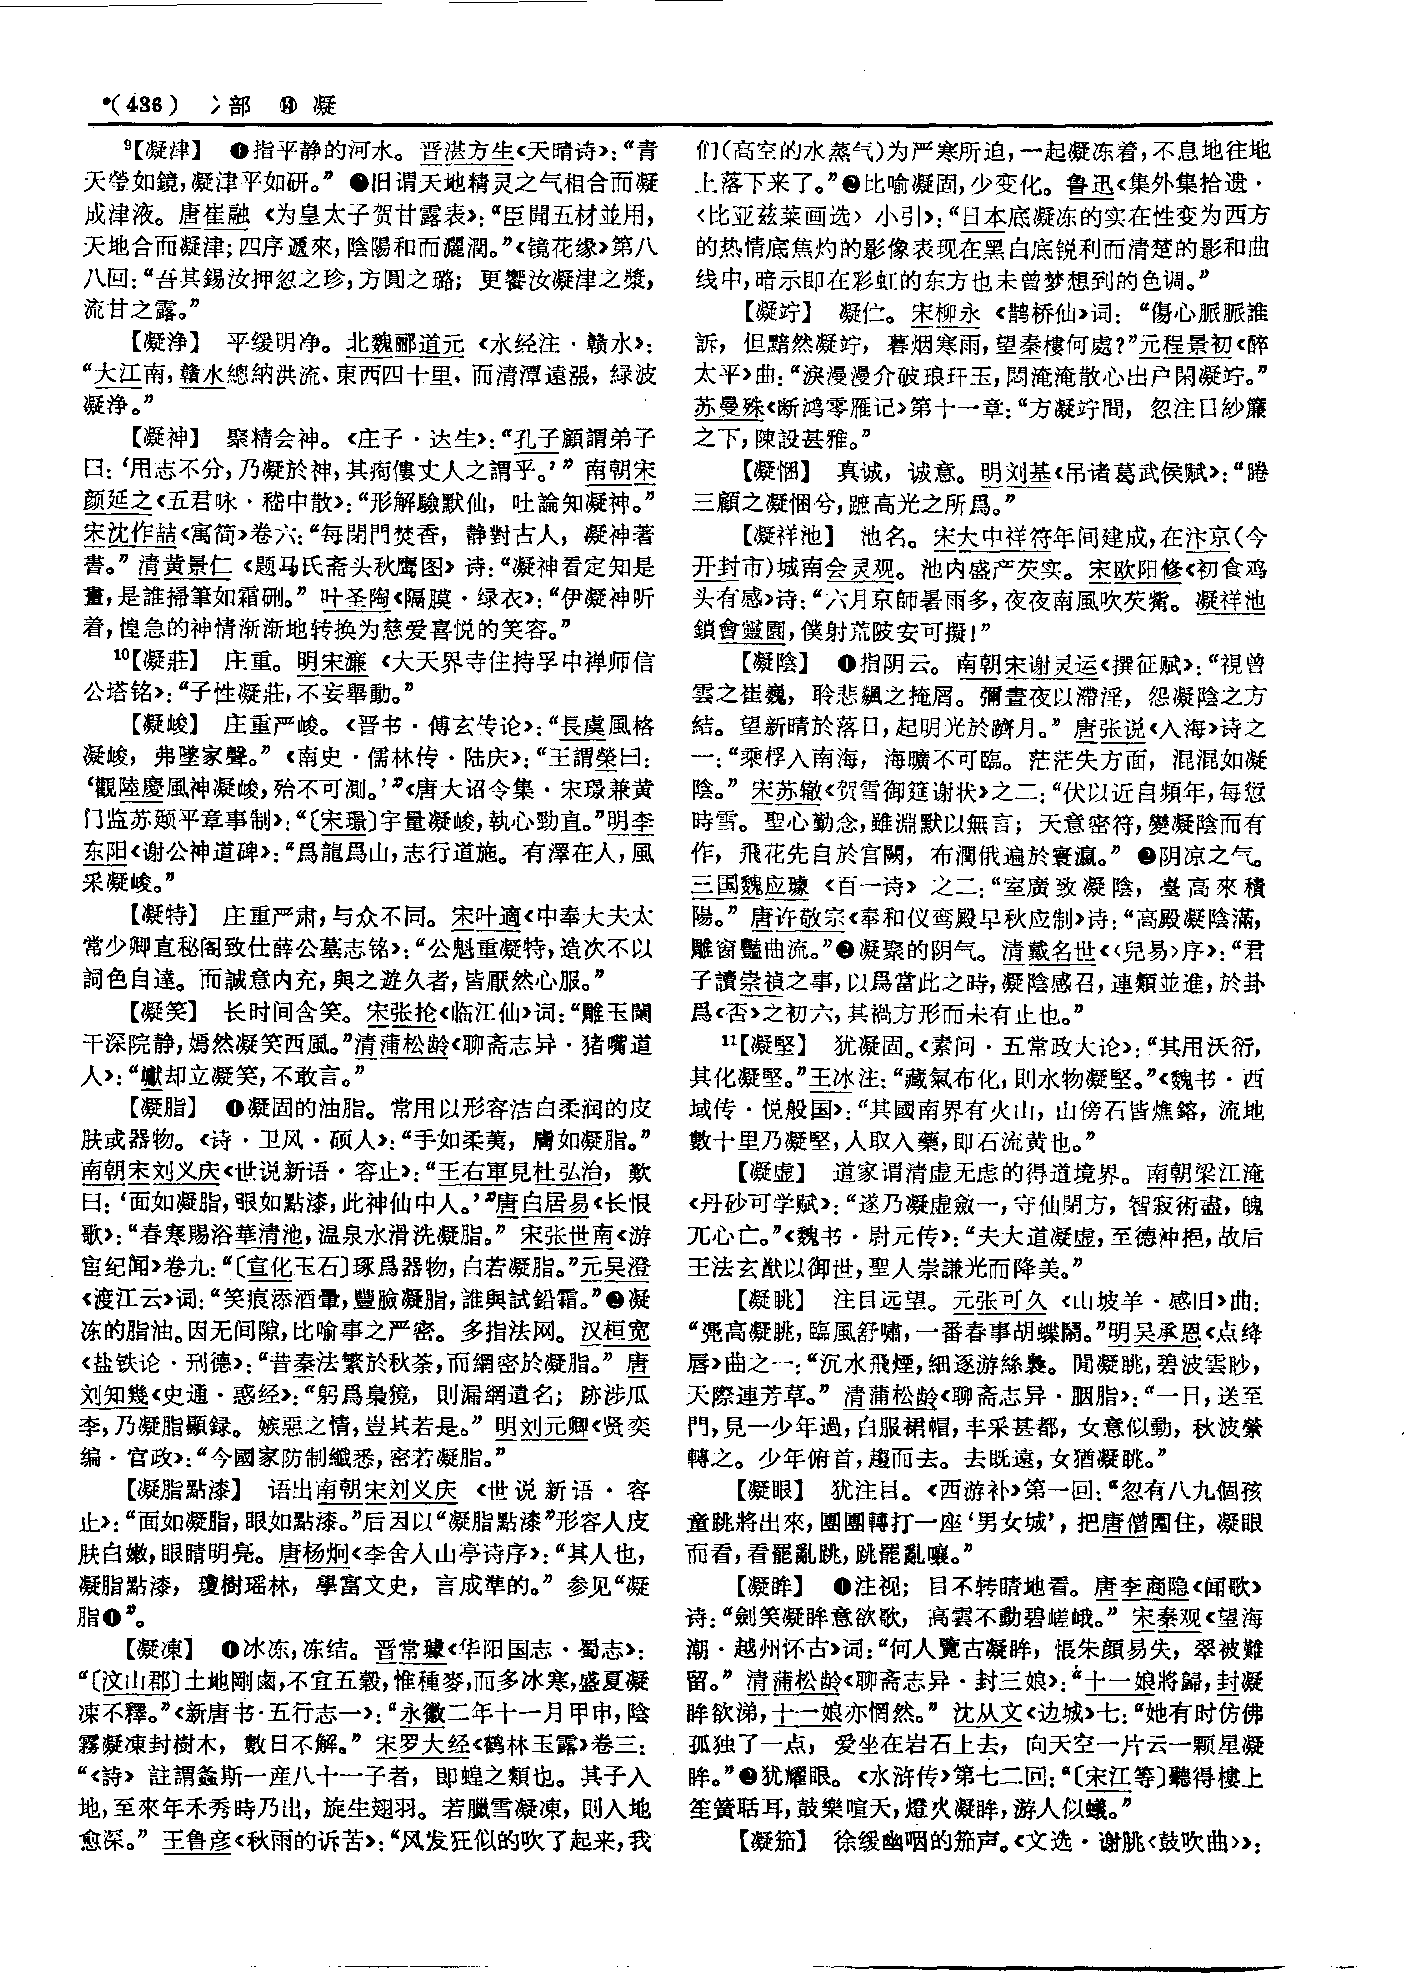 (436) 冫部 ⑭ 凝
⁹【凝津】 ❶指平静的河水。晋湛方生《天晴诗》：“青
天瑩如鏡，凝津平如研。” ❷旧谓天地精灵之气相合而凝
成津液。唐崔融《为皇太子贺甘露表》：“臣聞五材並用，
天地合而凝津；四序遞來，陰陽和而灑潤。”《镜花缘》第八
八回：“吾其錫汝押忽之珍，方圓之璐；更饗汝凝津之漿，
流甘之露。”
【凝浄】 平缓明净。北魏郦道元《水经注·赣水》：
“大江南，赣水總納洪流，東西四十里，而清潭遠漲，緑波
凝浄。”
【凝神】 聚精会神。《庄子·达生》：“孔子顧謂弟子
曰：‘用志不分，乃凝於神，其痀僂丈人之謂乎。’” 南朝宋
颜延之《五君咏·嵇中散》：“形解驗默仙，吐論知凝神。”
宋沈作喆《寓简》卷六：“每閉門焚香，静對古人，凝神著
書。” 清黄景仁《题马氏斋头秋鹰图》诗：“凝神看定知是
畫，是誰掃筆如霜硎。” 叶圣陶《隔膜·绿衣》：“伊凝神听
着，惶急的神情渐渐地转换为慈爱喜悦的笑容。”
¹⁰【凝莊】 庄重。明宋濂《大天界寺住持孚中禅师信
公塔铭》：“子性凝莊，不妄舉動。”
【凝峻】 庄重严峻。《晋书·傅玄传论》：“長虞風格
凝峻，弗墜家聲。” 《南史·儒林传·陆庆》：“王謂榮曰：
‘觀陸慶風神凝峻，殆不可測。’”《唐大诏令集·宋璟兼黄
门监苏颋平章事制》：“〔宋璟〕宇量凝峻，執心勁直。”明李
东阳《谢公神道碑》：“爲龍爲山，志行道施。有澤在人，風
采凝峻。”
【凝特】 庄重严肃，与众不同。宋叶適《中奉大夫太
常少卿直秘阁致仕薛公墓志铭》：“公魁重凝特，造次不以
詞色自達。而誠意内充，與之遊久者，皆厭然心服。”
【凝笑】 长时间含笑。宋张抡《临江仙》词：“雕玉闌
干深院静，嫣然凝笑西風。”清蒲松龄《聊斋志异·猪嘴道
人》：“巘却立凝笑，不敢言。”
【凝脂】 ❶凝固的油脂。常用以形容洁白柔润的皮
肤或器物。《诗·卫风·硕人》：“手如柔荑，膚如凝脂。”
南朝宋刘义庆《世说新语·容止》：“王右軍見杜弘治，歎
曰：‘面如凝脂，眼如點漆，此神仙中人。’”唐白居易《长恨
歌》：“春寒賜浴華清池，温泉水滑洗凝脂。” 宋张世南《游
宦纪闻》卷九：“〔宣化玉石〕琢爲器物，白若凝脂。”元吴澄
《渡江云》词：“笑痕添酒暈，豐臉凝脂，誰與試鉛霜。”❷凝
冻的脂油。因无间隙，比喻事之严密。多指法网。汉桓宽
《盐铁论·刑德》：“昔秦法繁於秋荼，而網密於凝脂。” 唐
刘知幾《史通·惑经》：“躬爲梟獍，則漏網遺名；跡涉瓜
李，乃凝脂顯録。嫉惡之情，豈其若是。” 明刘元卿《贤奕
编·官政》：“今國家防制纖悉，密若凝脂。”
【凝脂點漆】 语出南朝宋刘义庆《世说新语·容
止》：“面如凝脂，眼如點漆。”后因以“凝脂點漆”形容人皮
肤白嫩，眼睛明亮。唐杨炯《李舍人山亭诗序》：“其人也，
凝脂點漆，瓊樹瑶林，學富文史，言成準的。” 参见“凝
脂❶”。
【凝凍】 ❶冰冻，冻结。晋常璩《华阳国志·蜀志》：
“〔汶山郡〕土地剛鹵，不宜五穀，惟種麥，而多冰寒，盛夏凝
凍不釋。”《新唐书·五行志一》：“永徽二年十一月甲申，陰
霧凝凍封樹木，數日不解。” 宋罗大经《鹤林玉露》卷三：
“《詩》註謂螽斯一産八十一子者，即蝗之類也。其子入
地，至來年禾秀時乃出，旋生翅羽。若臘雪凝凍，則入地
愈深。” 王鲁彦《秋雨的诉苦》：“风发狂似的吹了起来，我
们（高空的水蒸气）为严寒所迫，一起凝冻着，不息地往地
上落下来了。”❷比喻凝固，少变化。鲁迅《集外集拾遗·
〈比亚兹莱画选〉小引》：“日本底凝冻的实在性变为西方
的热情底焦灼的影像表现在黑白底锐利而清楚的影和曲
线中，暗示即在彩虹的东方也未曾梦想到的色调。”
【凝竚】 凝伫。宋柳永《鹊桥仙》词：“傷心脈脈誰
訴，但黯然凝竚，暮烟寒雨，望秦樓何處？”元程景初《醉
太平》曲：“淚漫漫介破琅玕玉，悶淹淹散心出户閑凝竚。”
苏曼殊《断鸿零雁记》第十一章：“方凝竚間，忽注目紗簾
之下，陳設甚雅。”
【凝悃】 真诚，诚意。明刘基《吊诸葛武侯赋》：“睠
三顧之凝悃兮，蹠高光之所爲。”
【凝祥池】 池名。宋大中祥符年间建成，在汴京（今
开封市）城南会灵观。池内盛产芡实。宋欧阳修《初食鸡
头有感》诗：“六月京師暑雨多，夜夜南風吹芡觜。凝祥池
鎖會靈園，僕射荒陂安可擬！”
【凝陰】 ❶指阴云。南朝宋谢灵运《撰征赋》：“視曾
雲之崔巍，聆悲飆之掩屑。彌晝夜以滯淫，怨凝陰之方
結。望新晴於落日，起明光於躋月。” 唐张说《入海》诗之
一：“乘桴入南海，海曠不可臨。茫茫失方面，混混如凝
陰。” 宋苏辙《贺雪御筵谢状》之二：“伏以近自頻年，每愆
時雪。聖心勤念，雖淵默以無言；天意密符，變凝陰而有
作，飛花先自於宫闕，布潤俄遍於寰瀛。” ❷阴凉之气。
三国魏应璩《百一诗》之二：“室廣致凝陰，臺高來積
陽。” 唐许敬宗《奉和仪鸾殿早秋应制》诗：“高殿凝陰滿，
雕窗豔曲流。”❸凝聚的阴气。清戴名世《〈兒易〉序》：“君
子讀崇禎之事，以爲當此之時，凝陰感召，連類並進，於卦
爲《否》之初六，其禍方形而未有止也。”
¹¹【凝堅】 犹凝固。《素问·五常政大论》：“其用沃衍，
其化凝堅。”王冰注：“藏氣布化，則水物凝堅。”《魏书·西
域传·悦般国》：“其國南界有火山，山傍石皆燋鎔，流地
數十里乃凝堅，人取入藥，即石流黄也。”
【凝虚】 道家谓清虚无虑的得道境界。南朝梁江淹
《丹砂可学赋》：“遂乃凝虚斂一，守仙閉方，智寂術盡，魄
兀心亡。”《魏书·尉元传》：“夫大道凝虚，至德冲挹，故后
王法玄猷以御世，聖人崇謙光而降美。”
【凝眺】 注目远望。元张可久《山坡羊·感旧》曲：
“凭高凝眺，臨風舒嘯，一番春事胡蝶鬧。”明吴承恩《点绛
唇》曲之一：“沉水飛煙，細逐游絲裊。閒凝眺，碧波雲眇，
天際連芳草。” 清蒲松龄《聊斋志异·胭脂》：“一日，送至
門，見一少年過，白服裙帽，丰采甚都，女意似動，秋波縈
轉之。少年俯首，趨而去。去既遠，女猶凝眺。”
【凝眼】 犹注目。《西游补》第一回：“忽有八九個孩
童跳將出來，團團轉打一座‘男女城’，把唐僧圍住，凝眼
而看，看罷亂跳，跳罷亂嚷。”
【凝眸】 ❶注视；目不转睛地看。唐李商隐《闻歌》
诗：“斂笑凝眸意欲歌，高雲不動碧嵯峨。” 宋秦观《望海
潮·越州怀古》词：“何人覽古凝眸，悵朱顔易失，翠被難
留。” 清蒲松龄《聊斋志异·封三娘》：“十一娘將歸，封凝
眸欲涕，十一娘亦惘然。” 沈从文《边城》七：“她有时仿佛
孤独了一点，爱坐在岩石上去，向天空一片云一颗星凝
眸。”❷犹耀眼。《水浒传》第七二回：“〔宋江等〕聽得樓上
笙簧聒耳，鼓樂喧天，燈火凝眸，游人似蟻。”
【凝笳】 徐缓幽咽的笳声。《文选·谢朓〈鼓吹曲〉》：